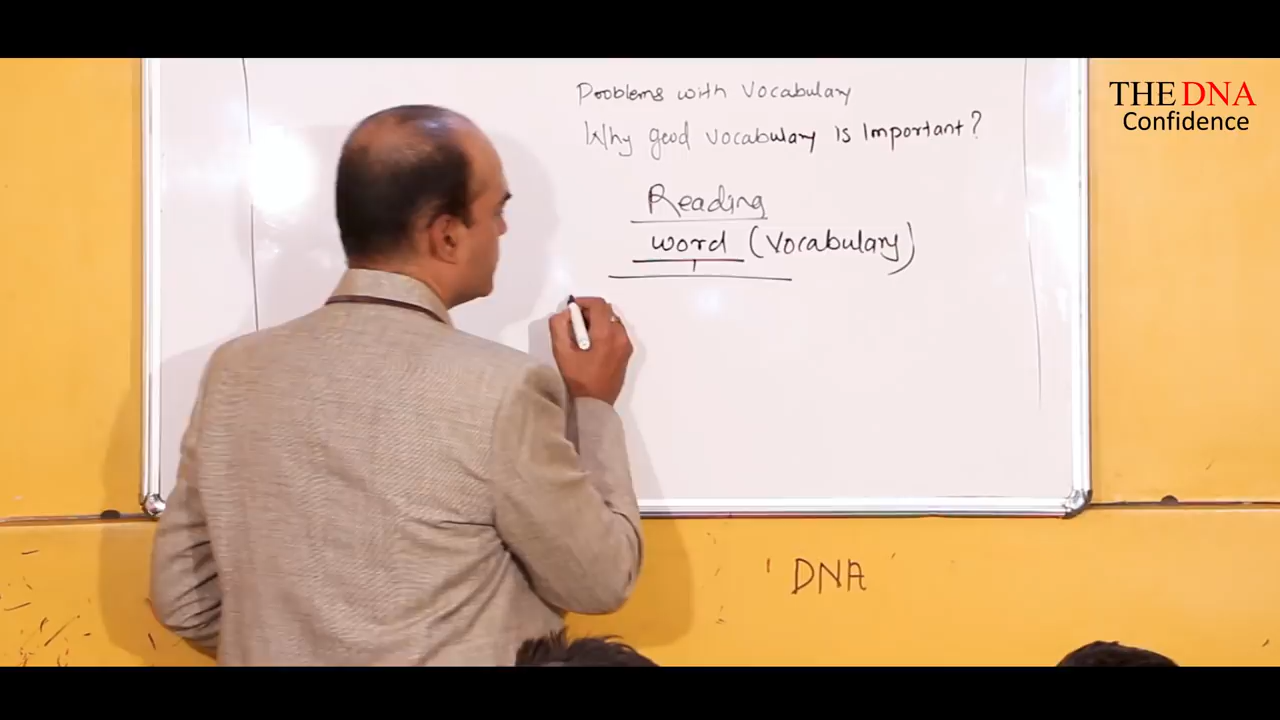 Problems with Vocabulary
Why good vocabulary is Important?
Reading
word (Vocabulary)
THE DNA
Confidence
' DNA '